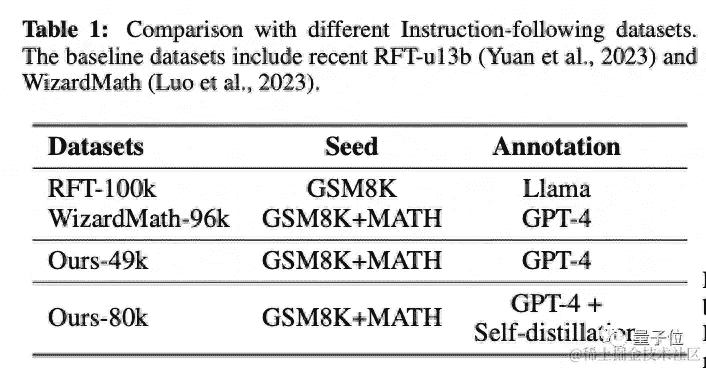 Table 1: Comparison with different Instruction-following datasets.
The baseline datasets include recent RFT-u13b (Yuan et al., 2023) and
WizardMath (Luo et al., 2023).
Datasets Seed Annotation
RFT-100k GSM8K Llama
WizardMath-96k GSM8K+MATH GPT-4
Ours-49k GSM8K+MATH GPT-4
Ours-80k GSM8K+MATH GPT-4 +
Self-distillation
量子位
@稀土掘金技术社区